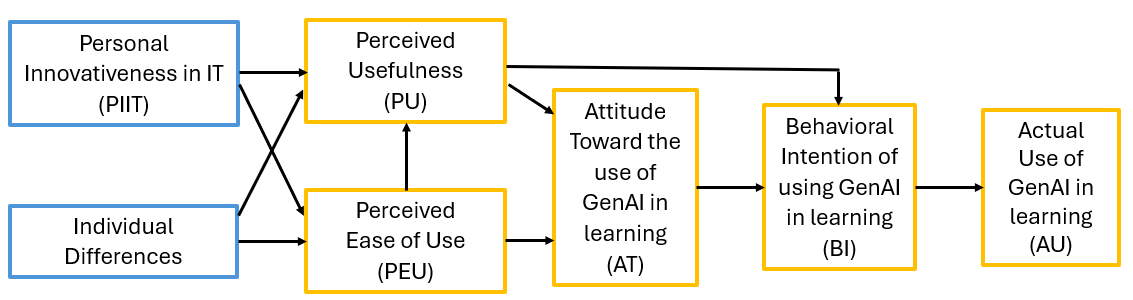 Personal
Innovativeness in IT
(PIIT)
Individual
Differences
Perceived
Usefulness
(PU)
Perceived
Ease of Use
(PEU)
Attitude
Toward the
use of
GenAI in
learning
(AT)
Behavioral
Intention of
using GenAI
in learning
(BI)
Actual
Use of
GenAI in
learning
(AU)